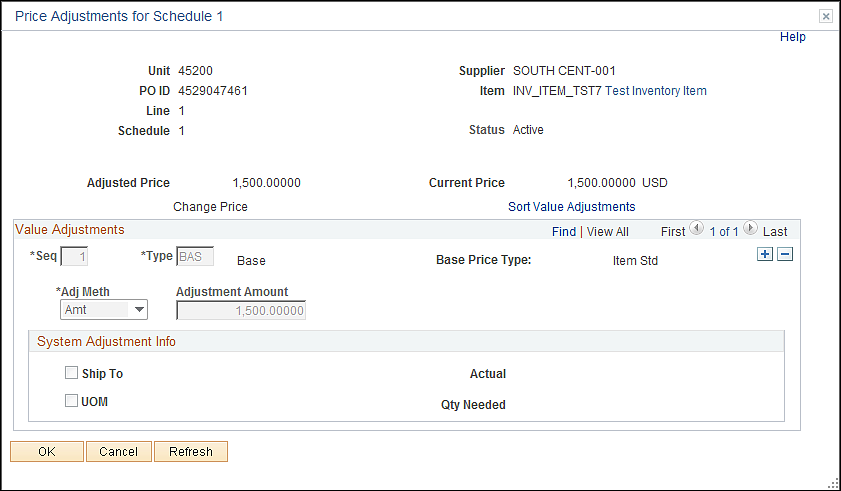 Price Adjustments for Schedule 1
Help
Unit 45200 Supplier SOUTH CENT-001
PO ID 4529047461 Item INV_ITEM_TST7 Test Inventory Item
Line 1
Schedule 1 Status Active
Adjusted Price 1,500.00000 Current Price 1,500.00000 USD
Change Price Sort Value Adjustments
Value Adjustments Find | View All First 1 of 1 Last
*Seq 1 *Type BAS Base Base Price Type: Item Std
*Adj Meth Adjustment Amount
Amt 1,500.00000
System Adjustment Info
Ship To Actual
UOM Qty Needed
OK Cancel Refresh